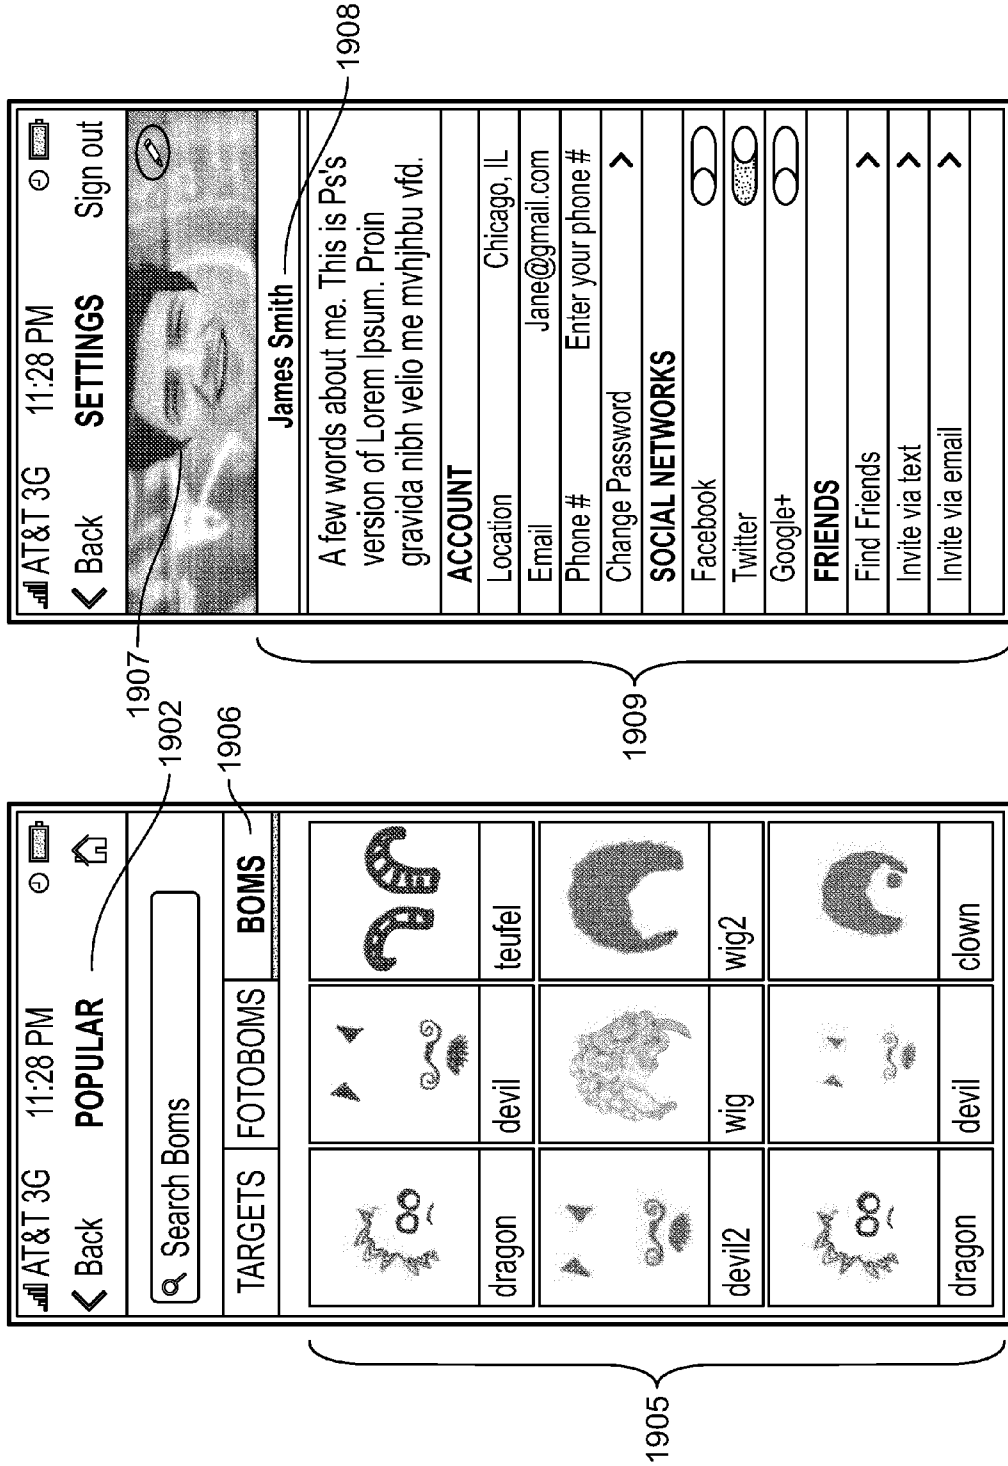 AT&T 3G 11:28 PM
Back POPULAR
1902
Search Boms
TARGETS FOTOBOMS BOMS
1906
dragon devil teufel
devil2 wig wig2
dragon devil clown
1905
AT&T 3G 11:28 PM
Back SETTINGS Sign out
1907
James Smith
1908
A few words about me. This is Ps's
version of Lorem Ipsum. Proin
gravida nibh velio me mvhjhbu vfd.
ACCOUNT
Location Chicago, IL
Email Jane@gmail.com
Phone # Enter your phone #
Change Password >
SOCIAL NETWORKS
Facebook
Twitter
Google+
FRIENDS
Find Friends >
Invite via text >
Invite via email >
1909